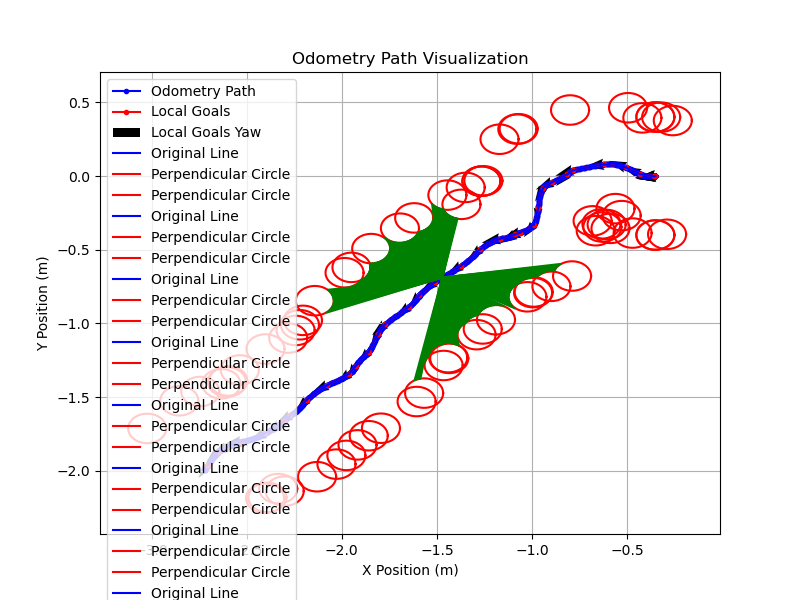 Odometry Path Visualization
Y Position (m)
0.5
0.0
−0.5
−1.0
−1.5
−2.0
Odometry Path
Local Goals
Local Goals Yaw
Original Line
Perpendicular Circle
Perpendicular Circle
Original Line
Perpendicular Circle
Perpendicular Circle
Original Line
Perpendicular Circle
Perpendicular Circle
Original Line
Perpendicular Circle
Perpendicular Circle
Original Line
Perpendicular Circle
Perpendicular Circle
Original Line
Perpendicular Circle
Perpendicular Circle
Original Line
Perpendicular Circle
Perpendicular Circle
Original Line
−2.0
−1.5
−1.0
−0.5
X Position (m)